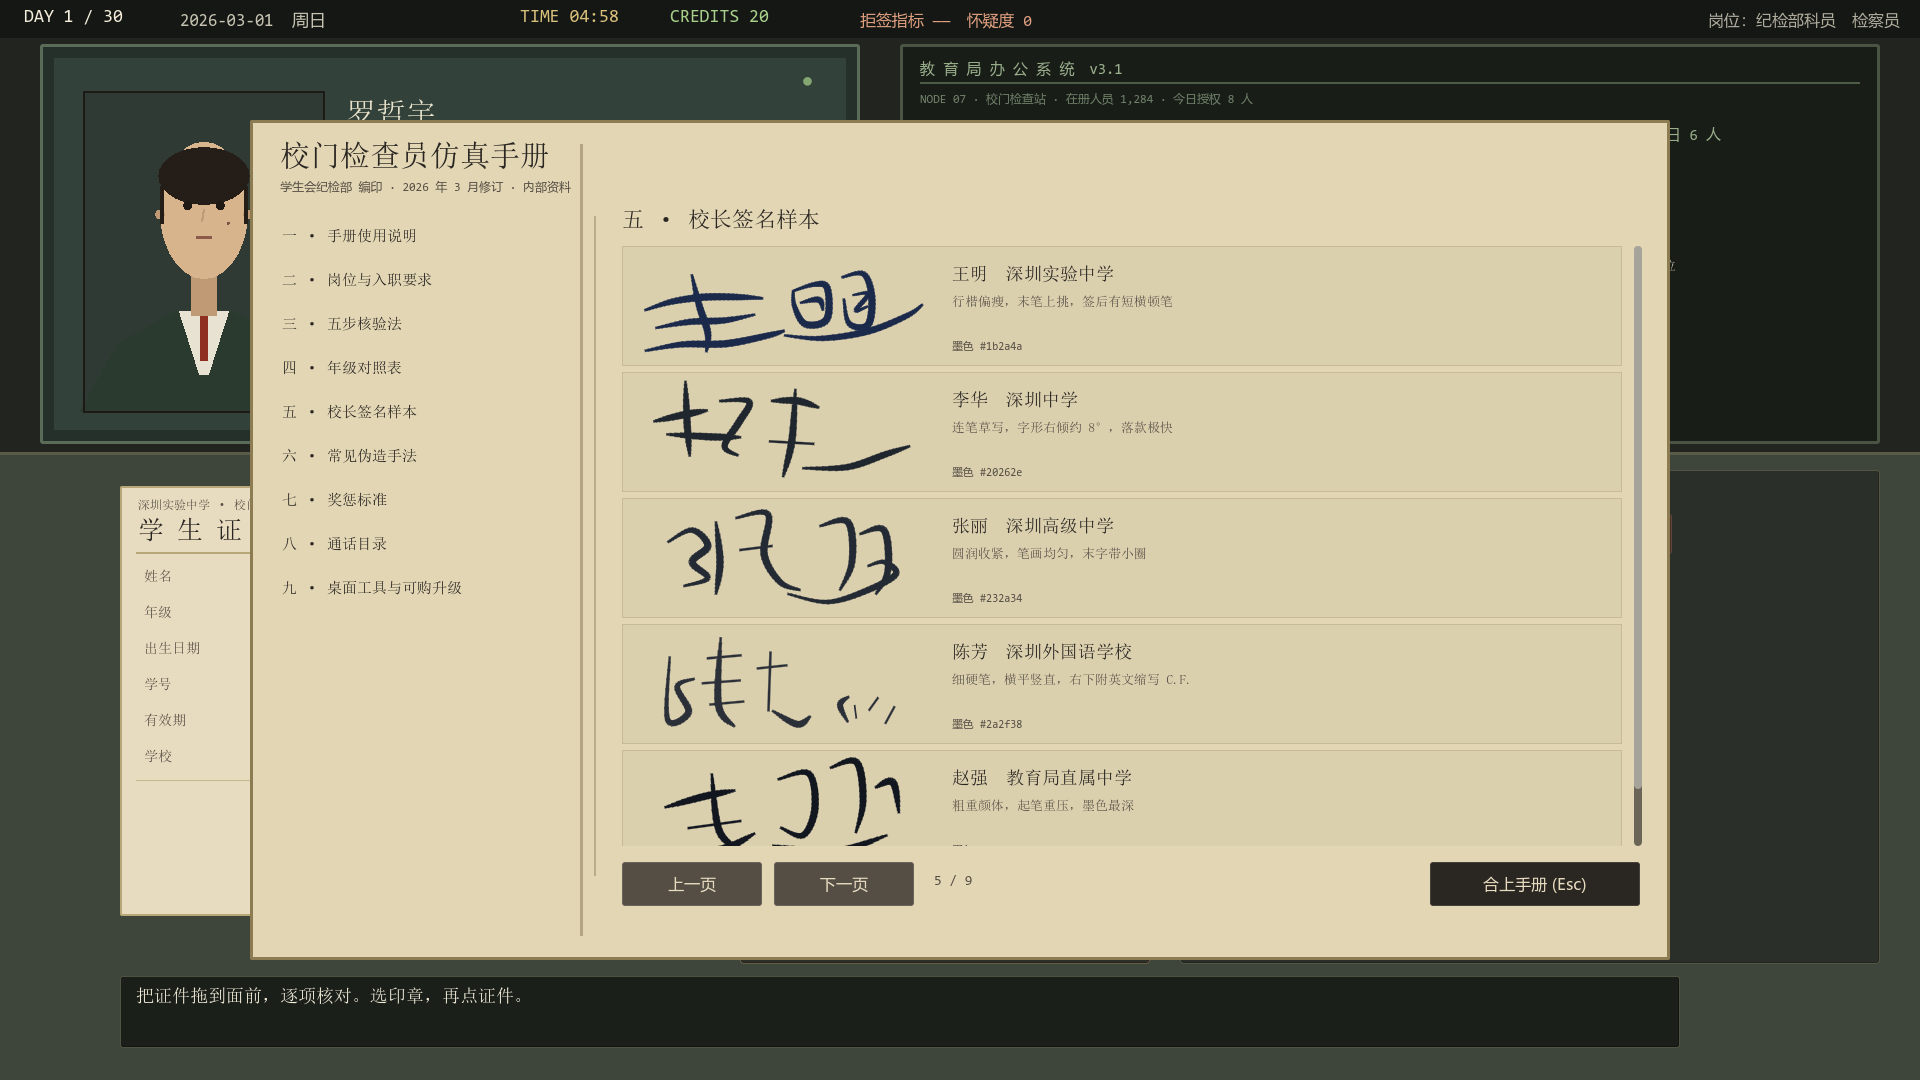 DAY 1 / 30
2026-03-01 周日
TIME 04:58
CREDITS 20
拒签指标 —— 怀疑度 0
岗位: 纪检部科员 检察员
罗哲宇
教育局办公系统 v3.1
NODE 07 · 校门检查站 · 在册人员 1,284 · 今日授权 8 人
日 6 人
校门检查员仿真手册
学生会纪检部 编印 · 2026 年 3 月修订 · 内部资料
一 · 手册使用说明
二 · 岗位与入职要求
三 · 五步核验法
四 · 年级对照表
五 · 校长签名样本
六 · 常见伪造手法
七 · 奖惩标准
八 · 通话目录
九 · 桌面工具与可购升级
五 · 校长签名样本
王明 深圳实验中学
行楷偏瘦，末笔上挑，签后有短横顿笔
墨色 #1b2a4a
李华 深圳中学
连笔草写，字形右倾约 8°，落款极快
墨色 #20262e
张丽 深圳高级中学
圆润收紧，笔画均匀，末字带小圈
墨色 #232a34
陈芳 深圳外国语学校
细硬笔，横平竖直，右下附英文缩写 C.F.
墨色 #2a2f38
赵强 教育局直属中学
粗重颜体，起笔重压，墨色最深
上一页
下一页
5 / 9
合上手册 (Esc)
深圳实验中学 · 校
学生证
姓名
年级
出生日期
学号
有效期
学校
把证件拖到面前，逐项核对。选印章，再点证件。